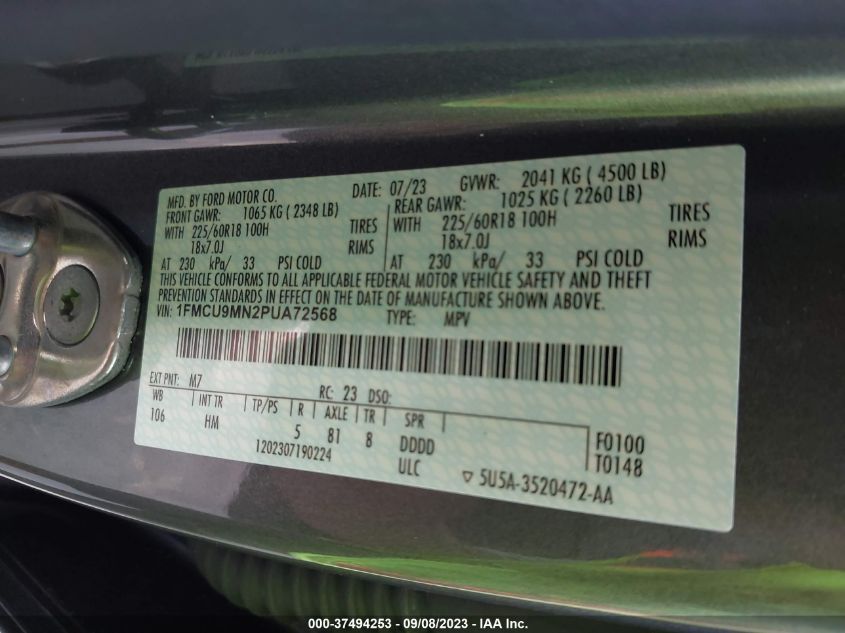 MFD. BY FORD MOTOR CO. DATE: 07/23 GVWR: 2041 KG ( 4500 LB)
FRONT GAWR: 1065 KG ( 2348 LB) REAR GAWR: 1025 KG ( 2260 LB)
WITH 225/60R18 100H TIRES WITH 225/60R18 100H TIRES
18x7.0J RIMS 18x7.0J RIMS
AT 230 kPa/ 33 PSI COLD AT 230 kPa/ 33 PSI COLD
THIS VEHICLE CONFORMS TO ALL APPLICABLE FEDERAL MOTOR VEHICLE SAFETY AND THEFT
PREVENTION STANDARDS IN EFFECT ON THE DATE OF MANUFACTURE SHOWN ABOVE.
VIN: 1FMCU9MN2PUA72568 TYPE: MPV
EXT PNT: M7 RC: 23 DSO:
WB INT TR TP/PS R AXLE TR SPR
106 HM 5 81 8 DDDD F0100
1202307190224 ULC T0148
▽ 5U5A-3520472-AA
000-37494253 - 09/08/2023 - © IAA, Inc.